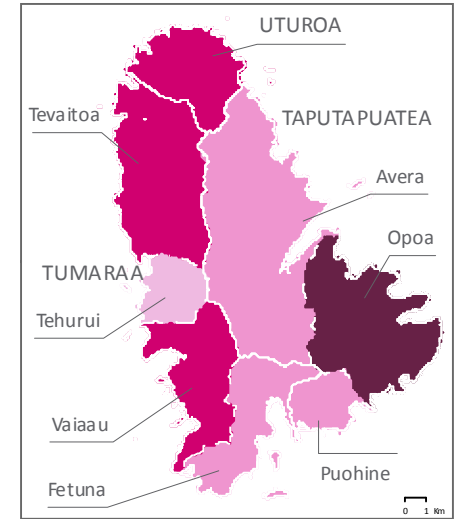 UTUROA
Tevaitoa
TAPUTAPUATEA
Avera
Opoa
TUMARAA
Tehurui
Vaiaau
Puohine
Fetuna
0 1 Km